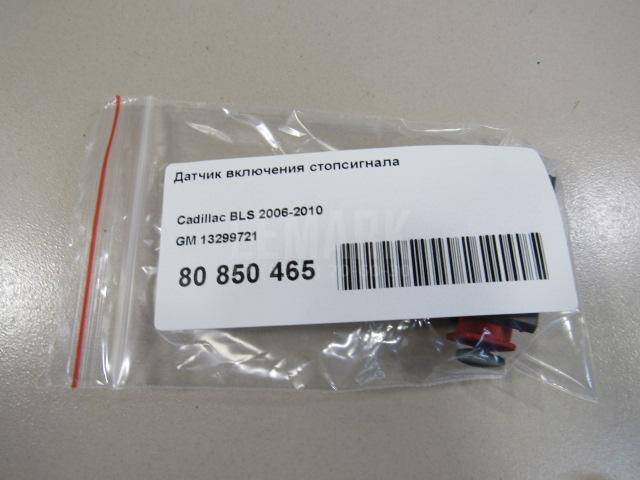 Датчик включения стопсигнала
Cadillac BLS 2006-2010
GM 13299721
80 850 465